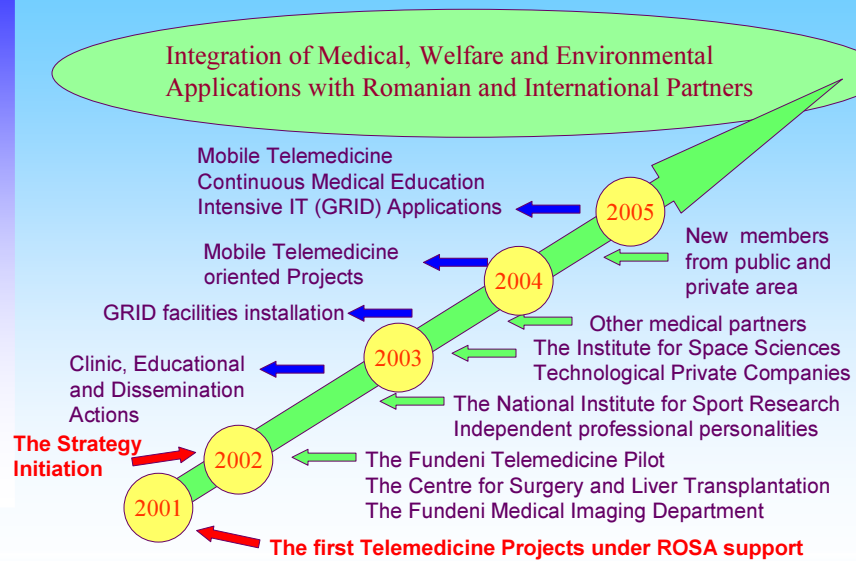 Integration of Medical, Welfare and Environmental
Applications with Romanian and International Partners
Mobile Telemedicine
Continuous Medical Education
Intensive IT (GRID) Applications
2005
New members
from public and
private area
Mobile Telemedicine
oriented Projects
2004
GRID facilities installation
Other medical partners
The Institute for Space Sciences
Technological Private Companies
2003
Clinic, Educational
and Dissemination
Actions
The National Institute for Sport Research
Independent professional personalities
The Strategy
Initiation
2002
The Fundeni Telemedicine Pilot
The Centre for Surgery and Liver Transplantation
The Fundeni Medical Imaging Department
2001
The first Telemedicine Projects under ROSA support